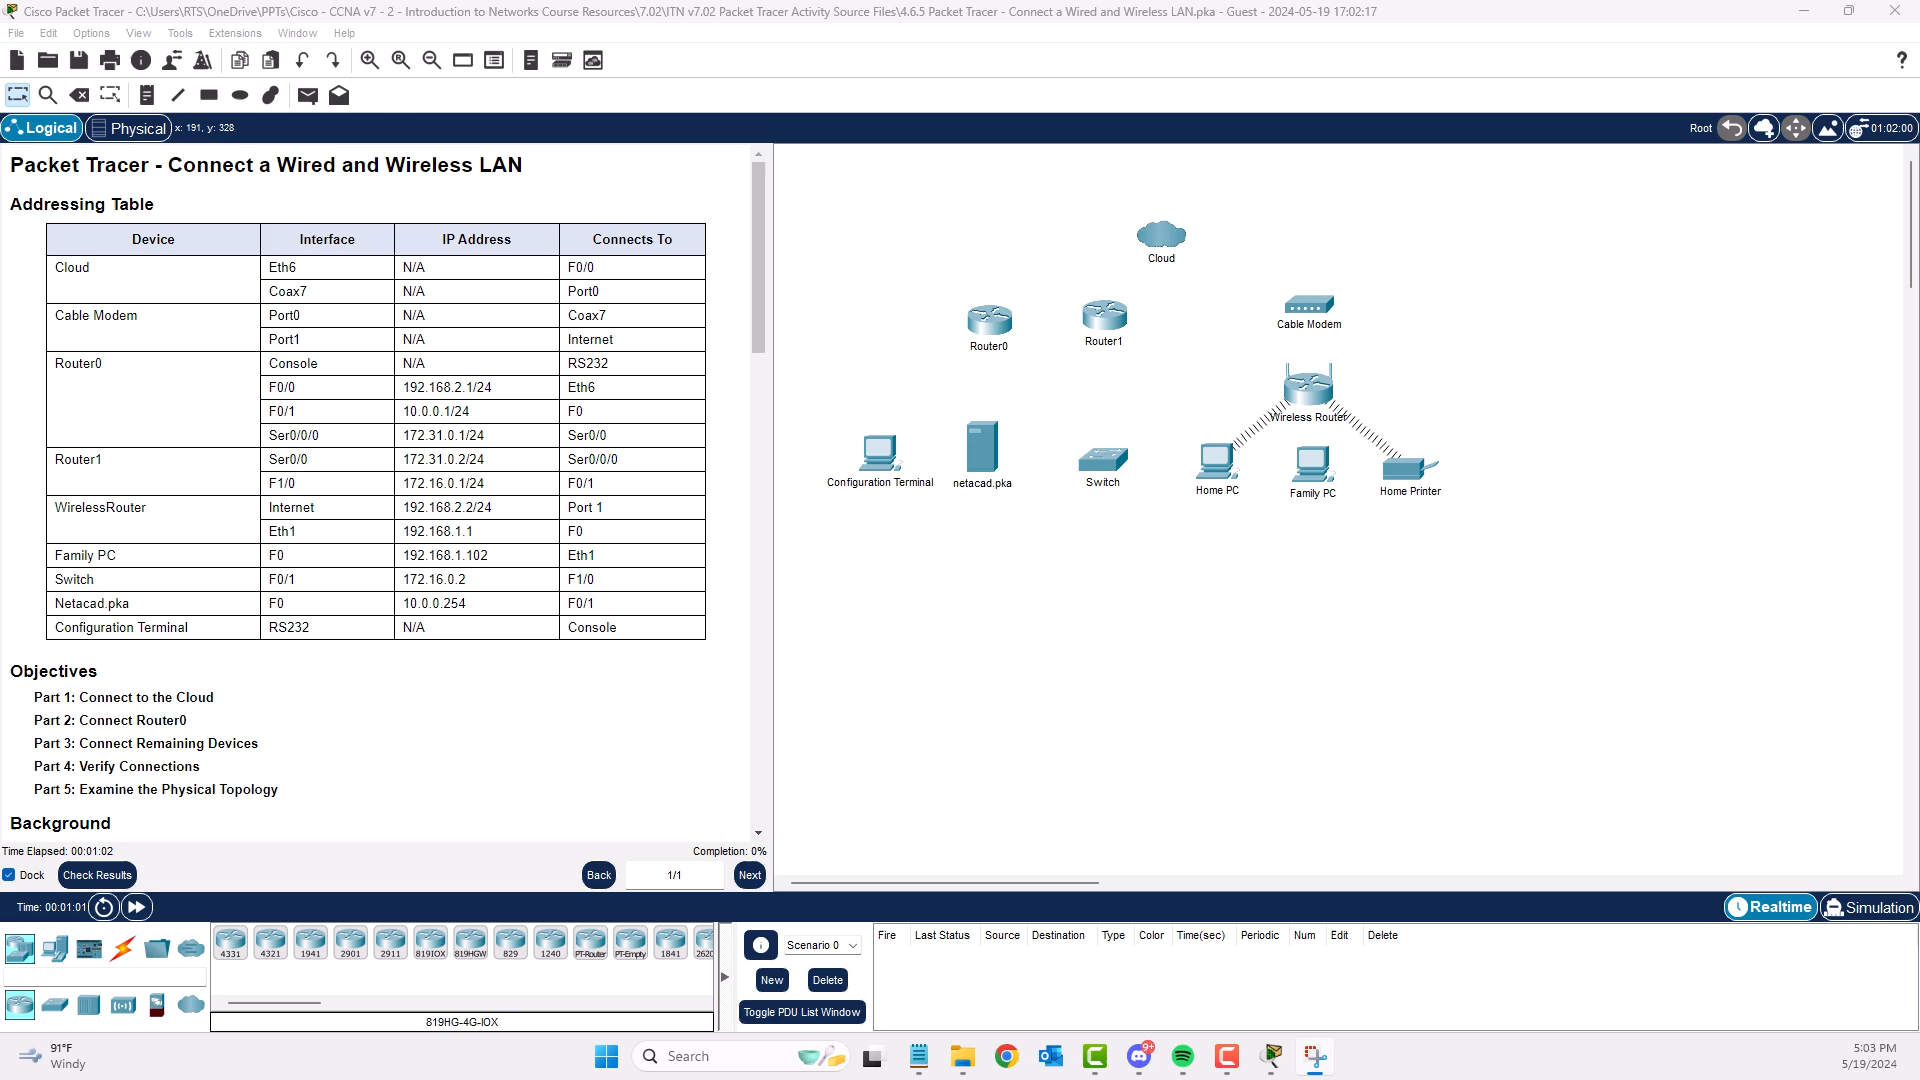 Cisco Packet Tracer - C:\Users\RTS\OneDrive\PPTs\Cisco - CCNA v7 - 2 - Introduction to Networks Course Resources\7.02\ITN v7.02 Packet Tracer Activity Source Files\4.6.5 Packet Tracer - Connect a Wired and Wireless LAN.pka - Guest - 2024-05-19 17:02:17
File Edit Options View Tools Extensions Window Help
Logical Physical x: 191, y: 328 Root 01:02:00
Packet Tracer - Connect a Wired and Wireless LAN
Addressing Table
Device Interface IP Address Connects To
Cloud Eth6 N/A F0/0
Coax7 N/A Port0
Cable Modem Port0 N/A Coax7
Port1 N/A Internet
Router0 Console N/A RS232
F0/0 192.168.2.1/24 Eth6
F0/1 10.0.0.1/24 F0
Ser0/0/0 172.31.0.1/24 Ser0/0
Router1 Ser0/0 172.31.0.2/24 Ser0/0/0
F1/0 172.16.0.1/24 F0/1
WirelessRouter Internet 192.168.2.2/24 Port 1
Eth1 192.168.1.1 F0
Family PC F0 192.168.1.102 Eth1
Switch F0/1 172.16.0.2 F1/0
Netacad.pka F0 10.0.0.254 F0/1
Configuration Terminal RS232 N/A Console
Objectives
Part 1: Connect to the Cloud
Part 2: Connect Router0
Part 3: Connect Remaining Devices
Part 4: Verify Connections
Part 5: Examine the Physical Topology
Background
Time Elapsed: 00:01:02 Completion: 0%
Dock Check Results Back 1/1 Next
Cloud
Router0
Router1
Cable Modem
Wireless Router
Configuration Terminal
netacad.pka
Switch
Home PC
Family PC
Home Printer
Time: 00:01:01 Realtime Simulation
4331 4321 1941 2901 2911 819IOX 819HGW 829 1240 PT-Router PT-Empty 1841 2620
819HG-4G-IOX
Scenario 0
New Delete
Toggle PDU List Window
Fire Last Status Source Destination Type Color Time(sec) Periodic Num Edit Delete
91°F
Windy
Search
9+
5:03 PM
5/19/2024